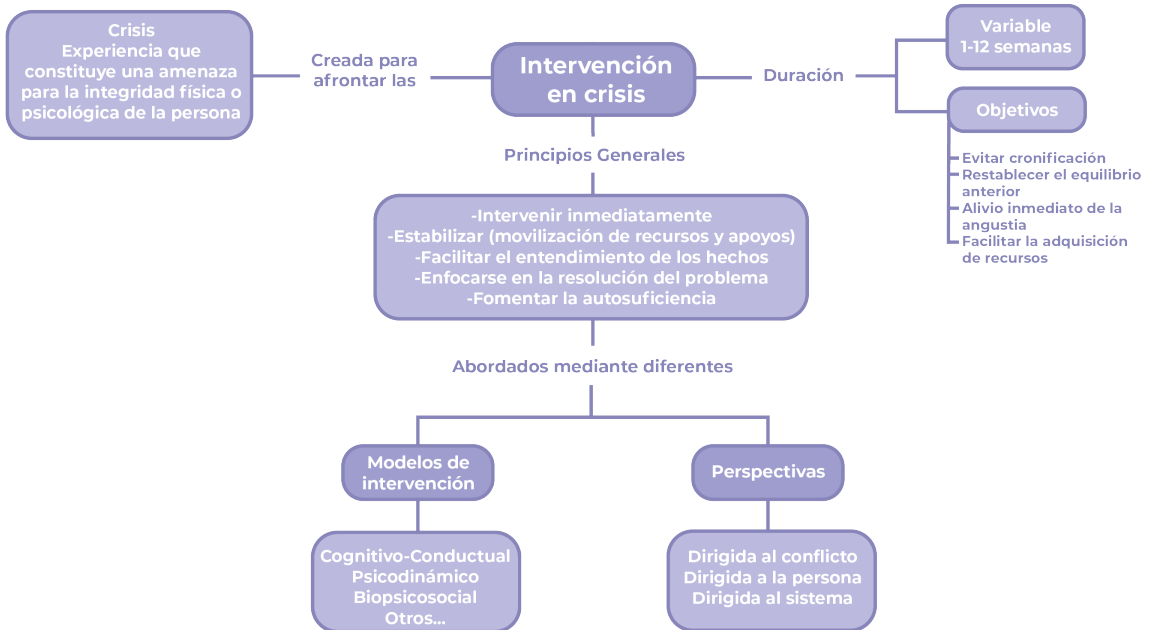 Crisis
Experiencia que
constituye una amenaza
para la integridad física o
psicológica de la persona
Creada para
afrontar las
Intervención
en crisis
Duración
Variable
1-12 semanas
Objetivos
Evitar cronificación
Restablecer el equilibrio
anterior
Alivio inmediato de la
angustia
Facilitar la adquisición
de recursos
Principios Generales
-Intervenir inmediatamente
-Estabilizar (movilización de recursos y apoyos)
-Facilitar el entendimiento de los hechos
-Enfocarse en la resolución del problema
-Fomentar la autosuficiencia
Abordados mediante diferentes
Modelos de
intervención
Cognitivo-Conductual
Psicodinámico
Biopsicosocial
Otros...
Perspectivas
Dirigida al conflicto
Dirigida a la persona
Dirigida al sistema